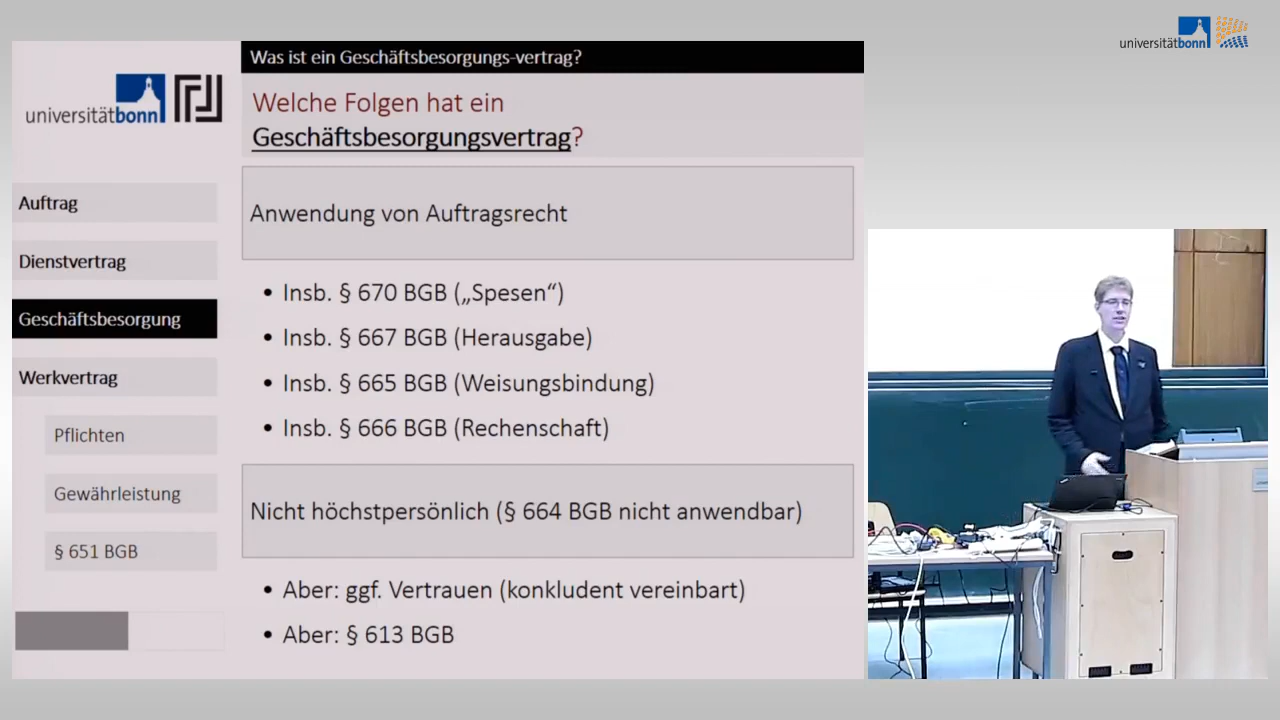 universitätbonn
Was ist ein Geschäftsbesorgungs-vertrag?
universitätbonn
Welche Folgen hat ein
Geschäftsbesorgungsvertrag?
Auftrag
Dienstvertrag
Geschäftsbesorgung
Werkvertrag
Pflichten
Gewährleistung
§ 651 BGB
Anwendung von Auftragsrecht
• Insb. § 670 BGB („Spesen“)
• Insb. § 667 BGB (Herausgabe)
• Insb. § 665 BGB (Weisungsbindung)
• Insb. § 666 BGB (Rechenschaft)
Nicht höchstpersönlich (§ 664 BGB nicht anwendbar)
• Aber: ggf. Vertrauen (konkludent vereinbart)
• Aber: § 613 BGB